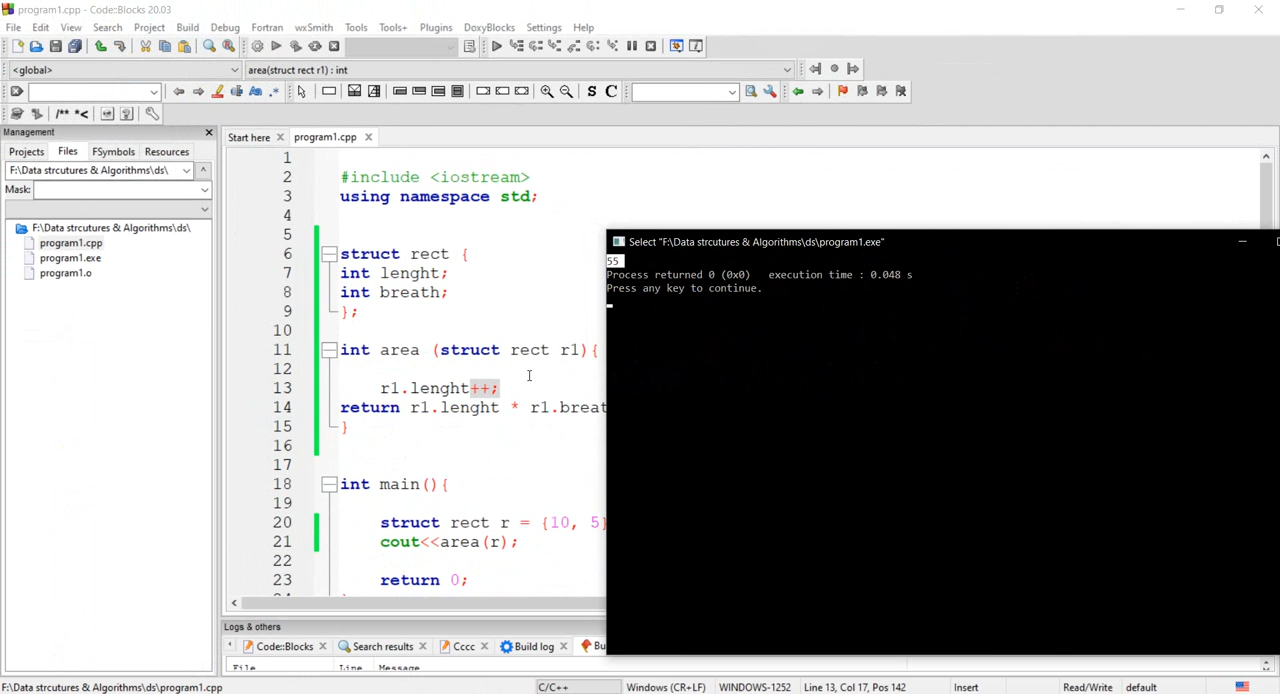 program1.cpp - Code::Blocks 20.03
File Edit View Search Project Build Debug Fortran wxSmith Tools Tools+ Plugins DoxyBlocks Settings Help
<global> area(struct rect r1) : int
S C
/** *<
Management
Projects Files FSymbols Resources
F:\Data strcutures & Algorithms\ds\
Mask:
F:\Data strcutures & Algorithms\ds\
program1.cpp
program1.exe
program1.o
Start here program1.cpp
1
2 #include <iostream>
3 using namespace std;
4
5
6 struct rect {
7 int lenght;
8 int breath;
9 };
10
11 int area (struct rect r1){
12
13 r1.lenght++;
14 return r1.lenght * r1.breat
15 }
16
17
18 int main(){
19
20 struct rect r = {10, 5}
21 cout<<area(r);
22
23 return 0;
Select "F:\Data strcutures & Algorithms\ds\program1.exe"
55
Process returned 0 (0x0) execution time : 0.048 s
Press any key to continue.
Logs & others
Code::Blocks Search results Cccc Build log Bu
File Line Message
F:\Data strcutures & Algorithms\ds\program1.cpp C/C++ Windows (CR+LF) WINDOWS-1252 Line 13, Col 17, Pos 142 Insert Read/Write default